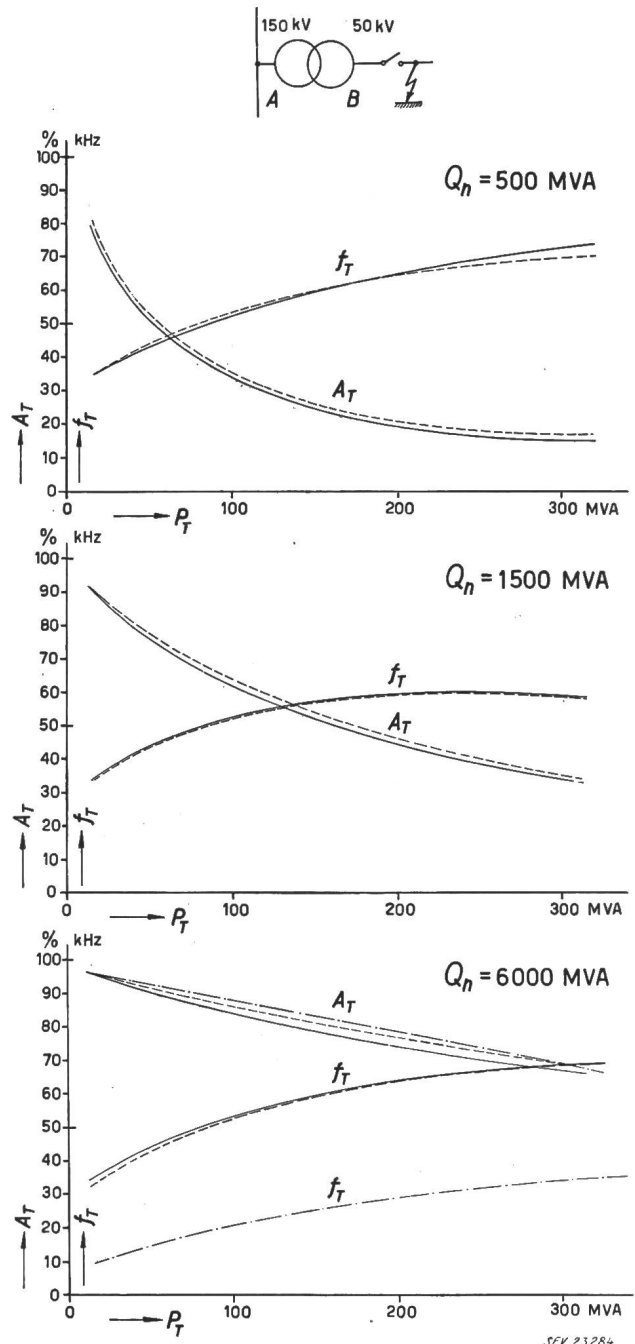 150 kV 50 kV
A B
% kHz
100
90
80
70
60
50
40
30
20
10
0
Qn = 500 MVA
fT
AT
AT
fT
0 100 200 300 MVA
PT
% kHz
100
90
80
70
60
50
40
30
20
10
0
Qn = 1500 MVA
fT
AT
AT
fT
0 100 200 300 MVA
PT
% kHz
100
90
80
70
60
50
40
30
20
10
0
Qn = 6000 MVA
AT
fT
fT
AT
fT
0 100 200 300 MVA
PT
SEV 23284